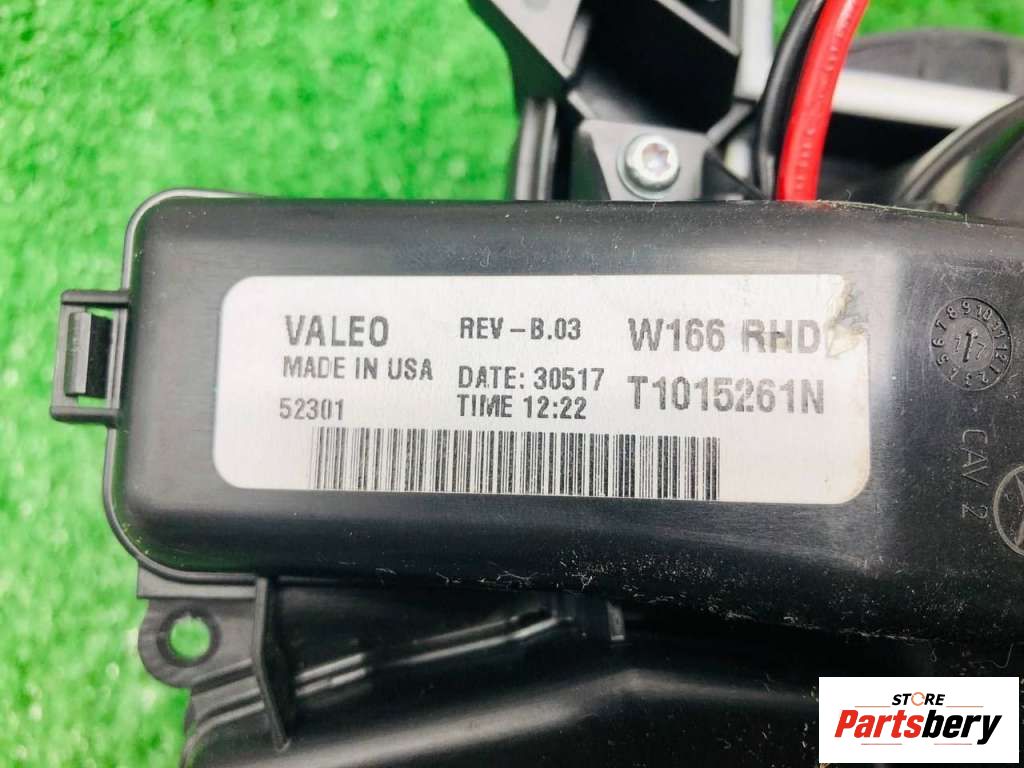 VALEO REV-B.03 W166 RHD
MADE IN USA DATE: 30517 T1015261N
52301 TIME 12:22
CAV 2
STORE
Partsbery